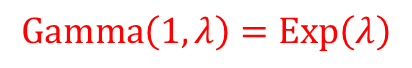 Gamma(1, λ) = Exp(λ)